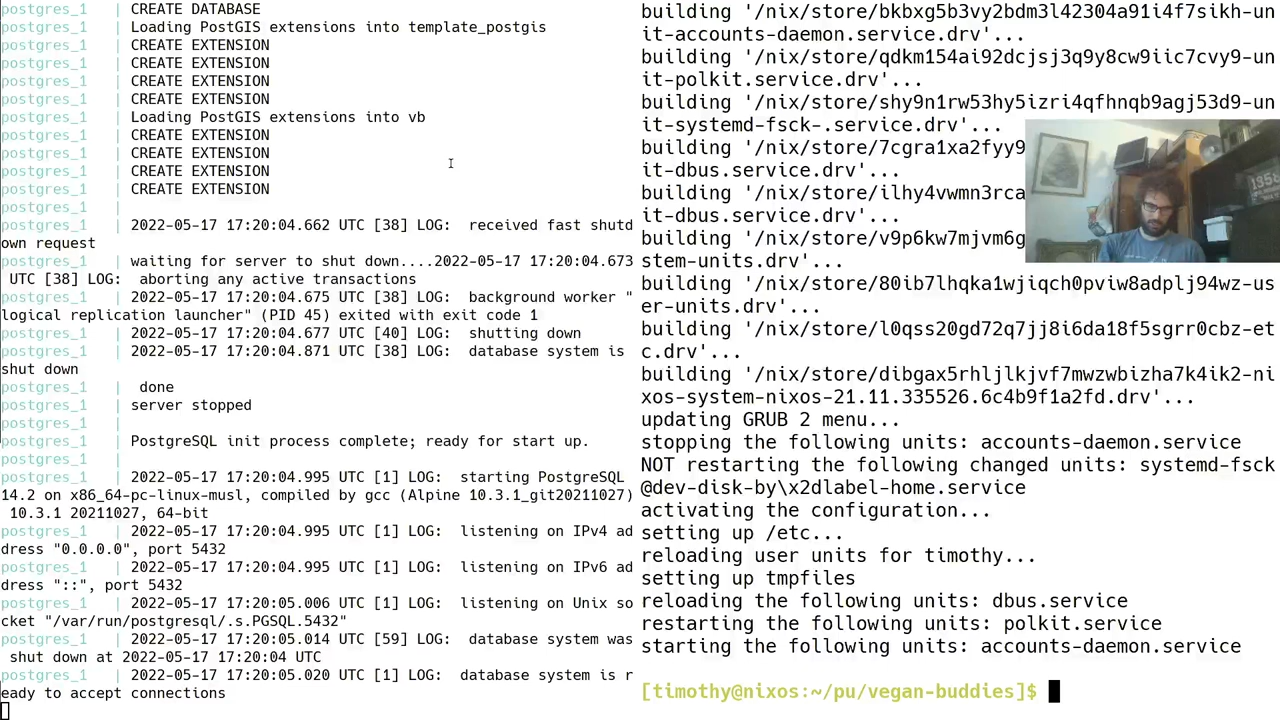 postgres_1   | CREATE DATABASE
postgres_1   | Loading PostGIS extensions into template_postgis
postgres_1   | CREATE EXTENSION
postgres_1   | CREATE EXTENSION
postgres_1   | CREATE EXTENSION
postgres_1   | CREATE EXTENSION
postgres_1   | Loading PostGIS extensions into vb
postgres_1   | CREATE EXTENSION
postgres_1   | CREATE EXTENSION
postgres_1   | CREATE EXTENSION
postgres_1   | CREATE EXTENSION
postgres_1   |
postgres_1   | 2022-05-17 17:20:04.662 UTC [38] LOG:  received fast shutd
own request
postgres_1   | waiting for server to shut down....2022-05-17 17:20:04.673
 UTC [38] LOG:  aborting any active transactions
postgres_1   | 2022-05-17 17:20:04.675 UTC [38] LOG:  background worker "
logical replication launcher" (PID 45) exited with exit code 1
postgres_1   | 2022-05-17 17:20:04.677 UTC [40] LOG:  shutting down
postgres_1   | 2022-05-17 17:20:04.871 UTC [38] LOG:  database system is
shut down
postgres_1   |  done
postgres_1   | server stopped
postgres_1   |
postgres_1   | PostgreSQL init process complete; ready for start up.
postgres_1   |
postgres_1   | 2022-05-17 17:20:04.995 UTC [1] LOG:  starting PostgreSQL
14.2 on x86_64-pc-linux-musl, compiled by gcc (Alpine 10.3.1_git20211027)
 10.3.1 20211027, 64-bit
postgres_1   | 2022-05-17 17:20:04.995 UTC [1] LOG:  listening on IPv4 ad
dress "0.0.0.0", port 5432
postgres_1   | 2022-05-17 17:20:04.995 UTC [1] LOG:  listening on IPv6 ad
dress "::", port 5432
postgres_1   | 2022-05-17 17:20:05.006 UTC [1] LOG:  listening on Unix so
cket "/var/run/postgresql/.s.PGSQL.5432"
postgres_1   | 2022-05-17 17:20:05.014 UTC [59] LOG:  database system was
 shut down at 2022-05-17 17:20:04 UTC
postgres_1   | 2022-05-17 17:20:05.020 UTC [1] LOG:  database system is r
eady to accept connections
building '/nix/store/bkbxg5b3vy2bdm3l42304a91i4f7sikh-un
it-accounts-daemon.service.drv'...
building '/nix/store/qdkm154ai92dcjsj3q9y8cw9iic7cvy9-un
it-polkit.service.drv'...
building '/nix/store/shy9n1rw53hy5izri4qfhnqb9agj53d9-un
it-systemd-fsck-.service.drv'...
building '/nix/store/7cgra1xa2fyy9
it-dbus.service.drv'...
building '/nix/store/ilhy4vwmn3rca
it-dbus.service.drv'...
building '/nix/store/v9p6kw7mjvm6g
stem-units.drv'...
building '/nix/store/80ib7lhqka1wjiqch0pviw8adplj94wz-us
er-units.drv'...
building '/nix/store/l0qss20gd72q7jj8i6da18f5sgrr0cbz-et
c.drv'...
building '/nix/store/dibgax5rhljlkjvf7mwzwbizha7k4ik2-ni
xos-system-nixos-21.11.335526.6c4b9f1a2fd.drv'...
updating GRUB 2 menu...
stopping the following units: accounts-daemon.service
NOT restarting the following changed units: systemd-fsck
@dev-disk-by\x2dlabel-home.service
activating the configuration...
setting up /etc...
reloading user units for timothy...
setting up tmpfiles
reloading the following units: dbus.service
restarting the following units: polkit.service
starting the following units: accounts-daemon.service
[timothy@nixos:~/pu/vegan-buddies]$